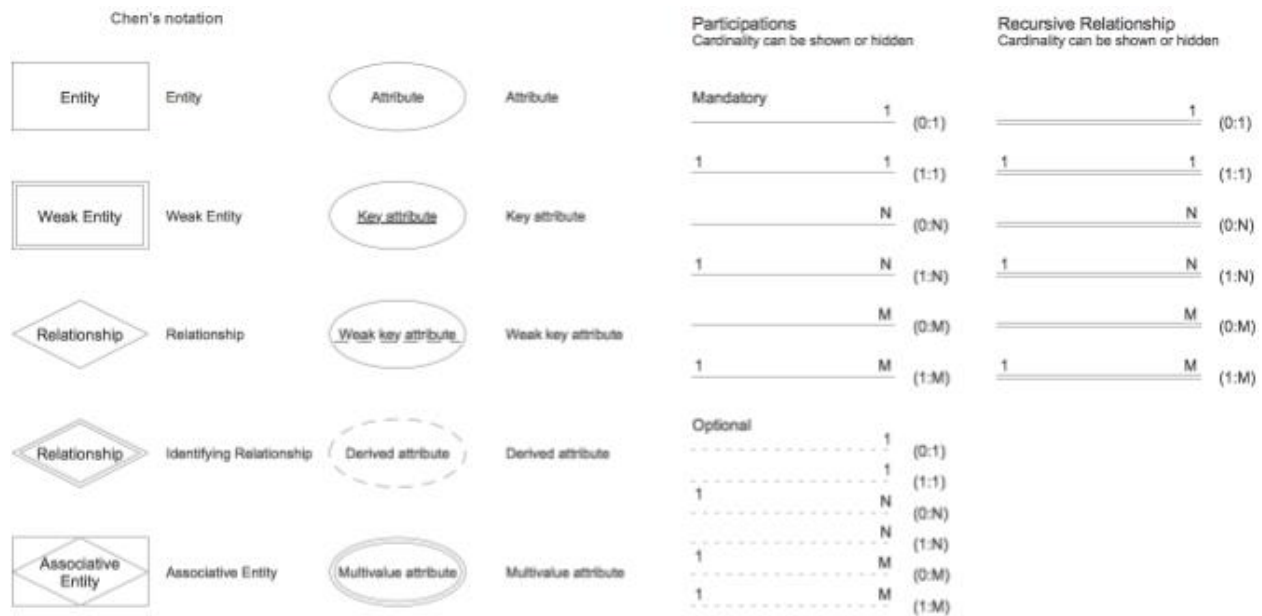 Chen's notation
Entity
Entity
Attribute
Attribute
Weak Entity
Weak Entity
Key attribute
Key attribute
Relationship
Relationship
Weak key attribute
Weak key attribute
Relationship
Identifying Relationship
Derived attribute
Derived attribute
Associative
Entity
Associative Entity
Multivalue attribute
Multivalue attribute
Participations
Cardinality can be shown or hidden
Mandatory
1
(0:1)
1 1
(1:1)
N
(0:N)
1 N
(1:N)
M
(0:M)
1 M
(1:M)
Optional
1
(0:1)
1
(1:1)
1
N
(0:N)
N
(1:N)
1
M
(0:M)
1 M
(1:M)
Recursive Relationship
Cardinality can be shown or hidden
1
(0:1)
1 1
(1:1)
N
(0:N)
1 N
(1:N)
M
(0:M)
1 M
(1:M)